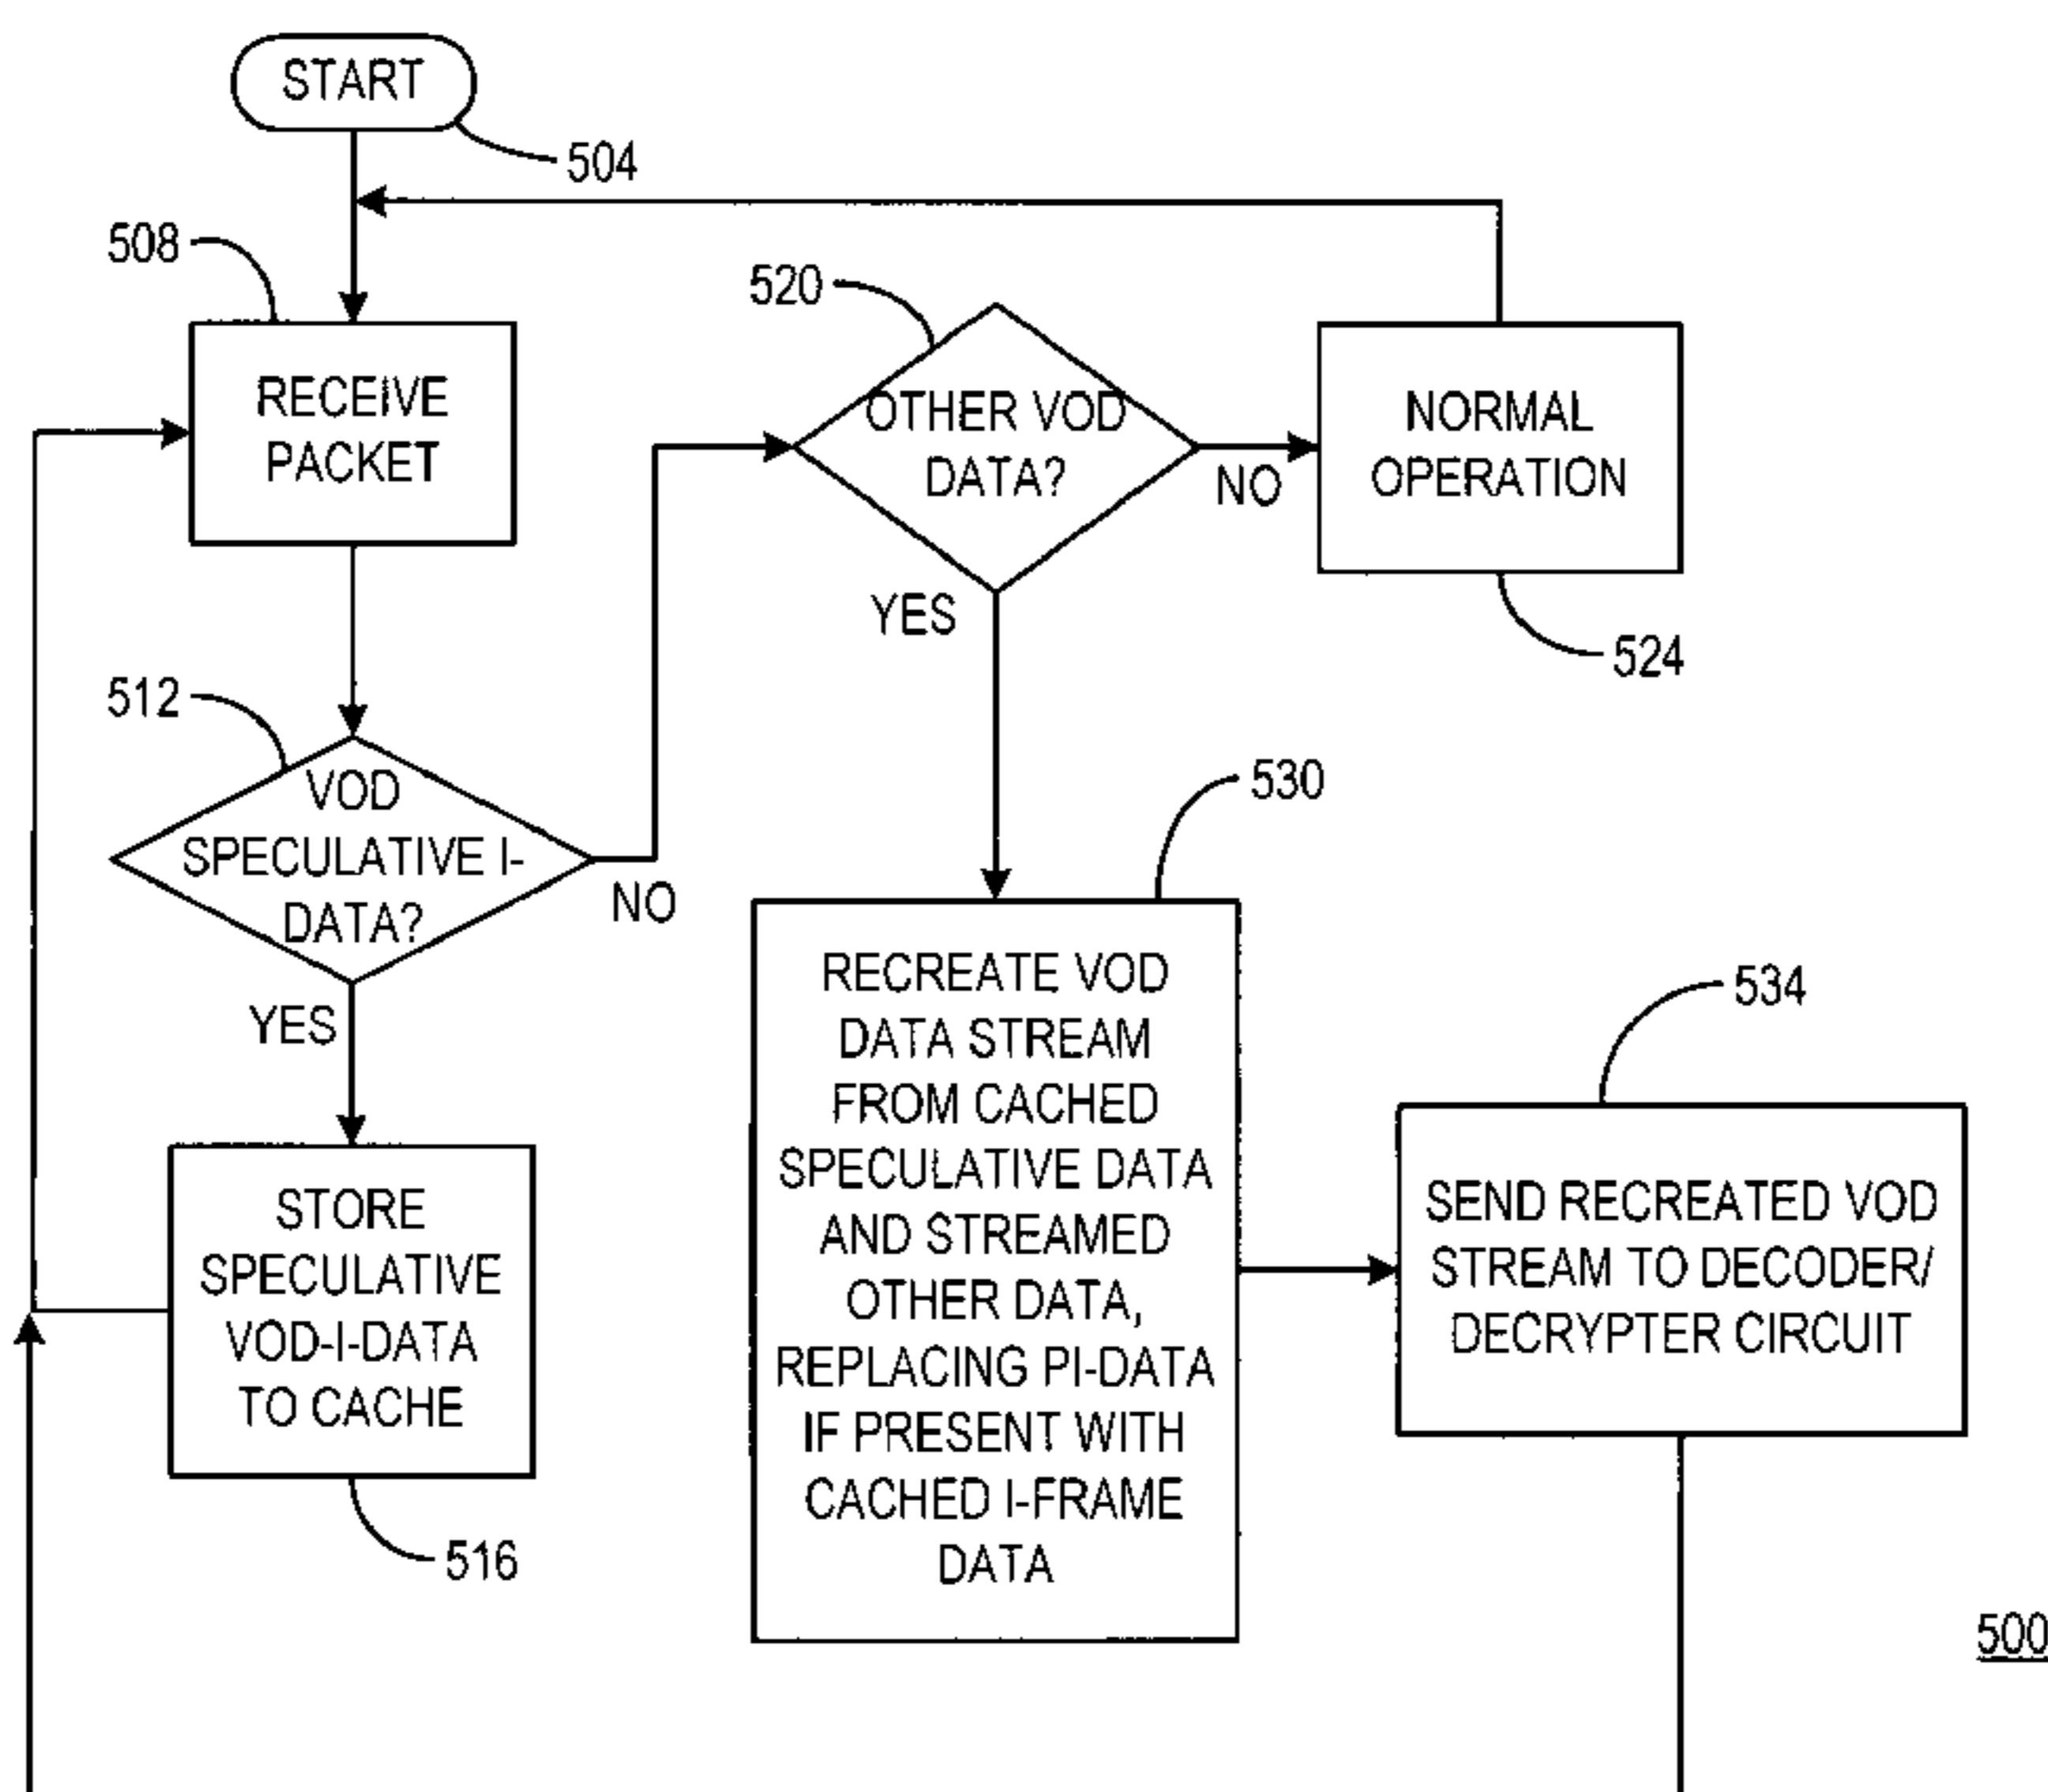 START
504
508
RECEIVE
PACKET
520
OTHER VOD
DATA?
NO
YES
NORMAL
OPERATION
524
512
VOD
SPECULATIVE I-
DATA?
NO
YES
530
RECREATE VOD
DATA STREAM
FROM CACHED
SPECULATIVE DATA
AND STREAMED
OTHER DATA,
REPLACING PI-DATA
IF PRESENT WITH
CACHED I-FRAME
DATA
534
SEND RECREATED VOD
STREAM TO DECODER/
DECRYPTER CIRCUIT
STORE
SPECULATIVE
VOD-I-DATA
TO CACHE
516
500